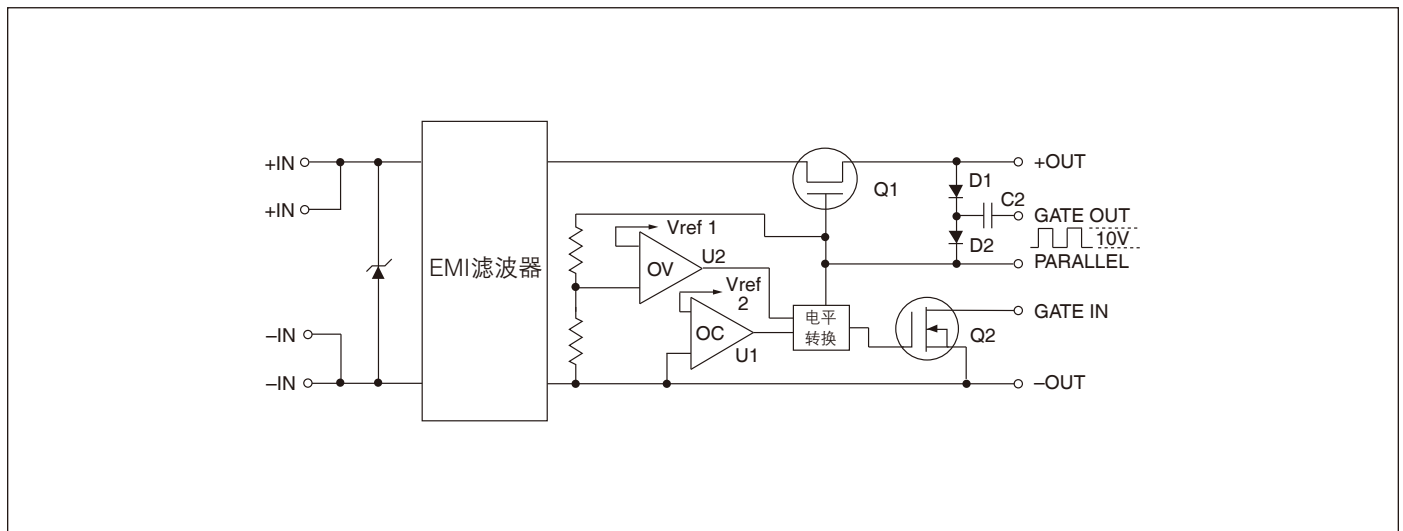 +IN
+IN
–IN
–IN
EMI滤波器
Vref 1
OV
U2
Vref
2
OC
U1
电平
转换
Q1
Q2
D1
C2
D2
+OUT
GATE OUT
10V
PARALLEL
GATE IN
–OUT